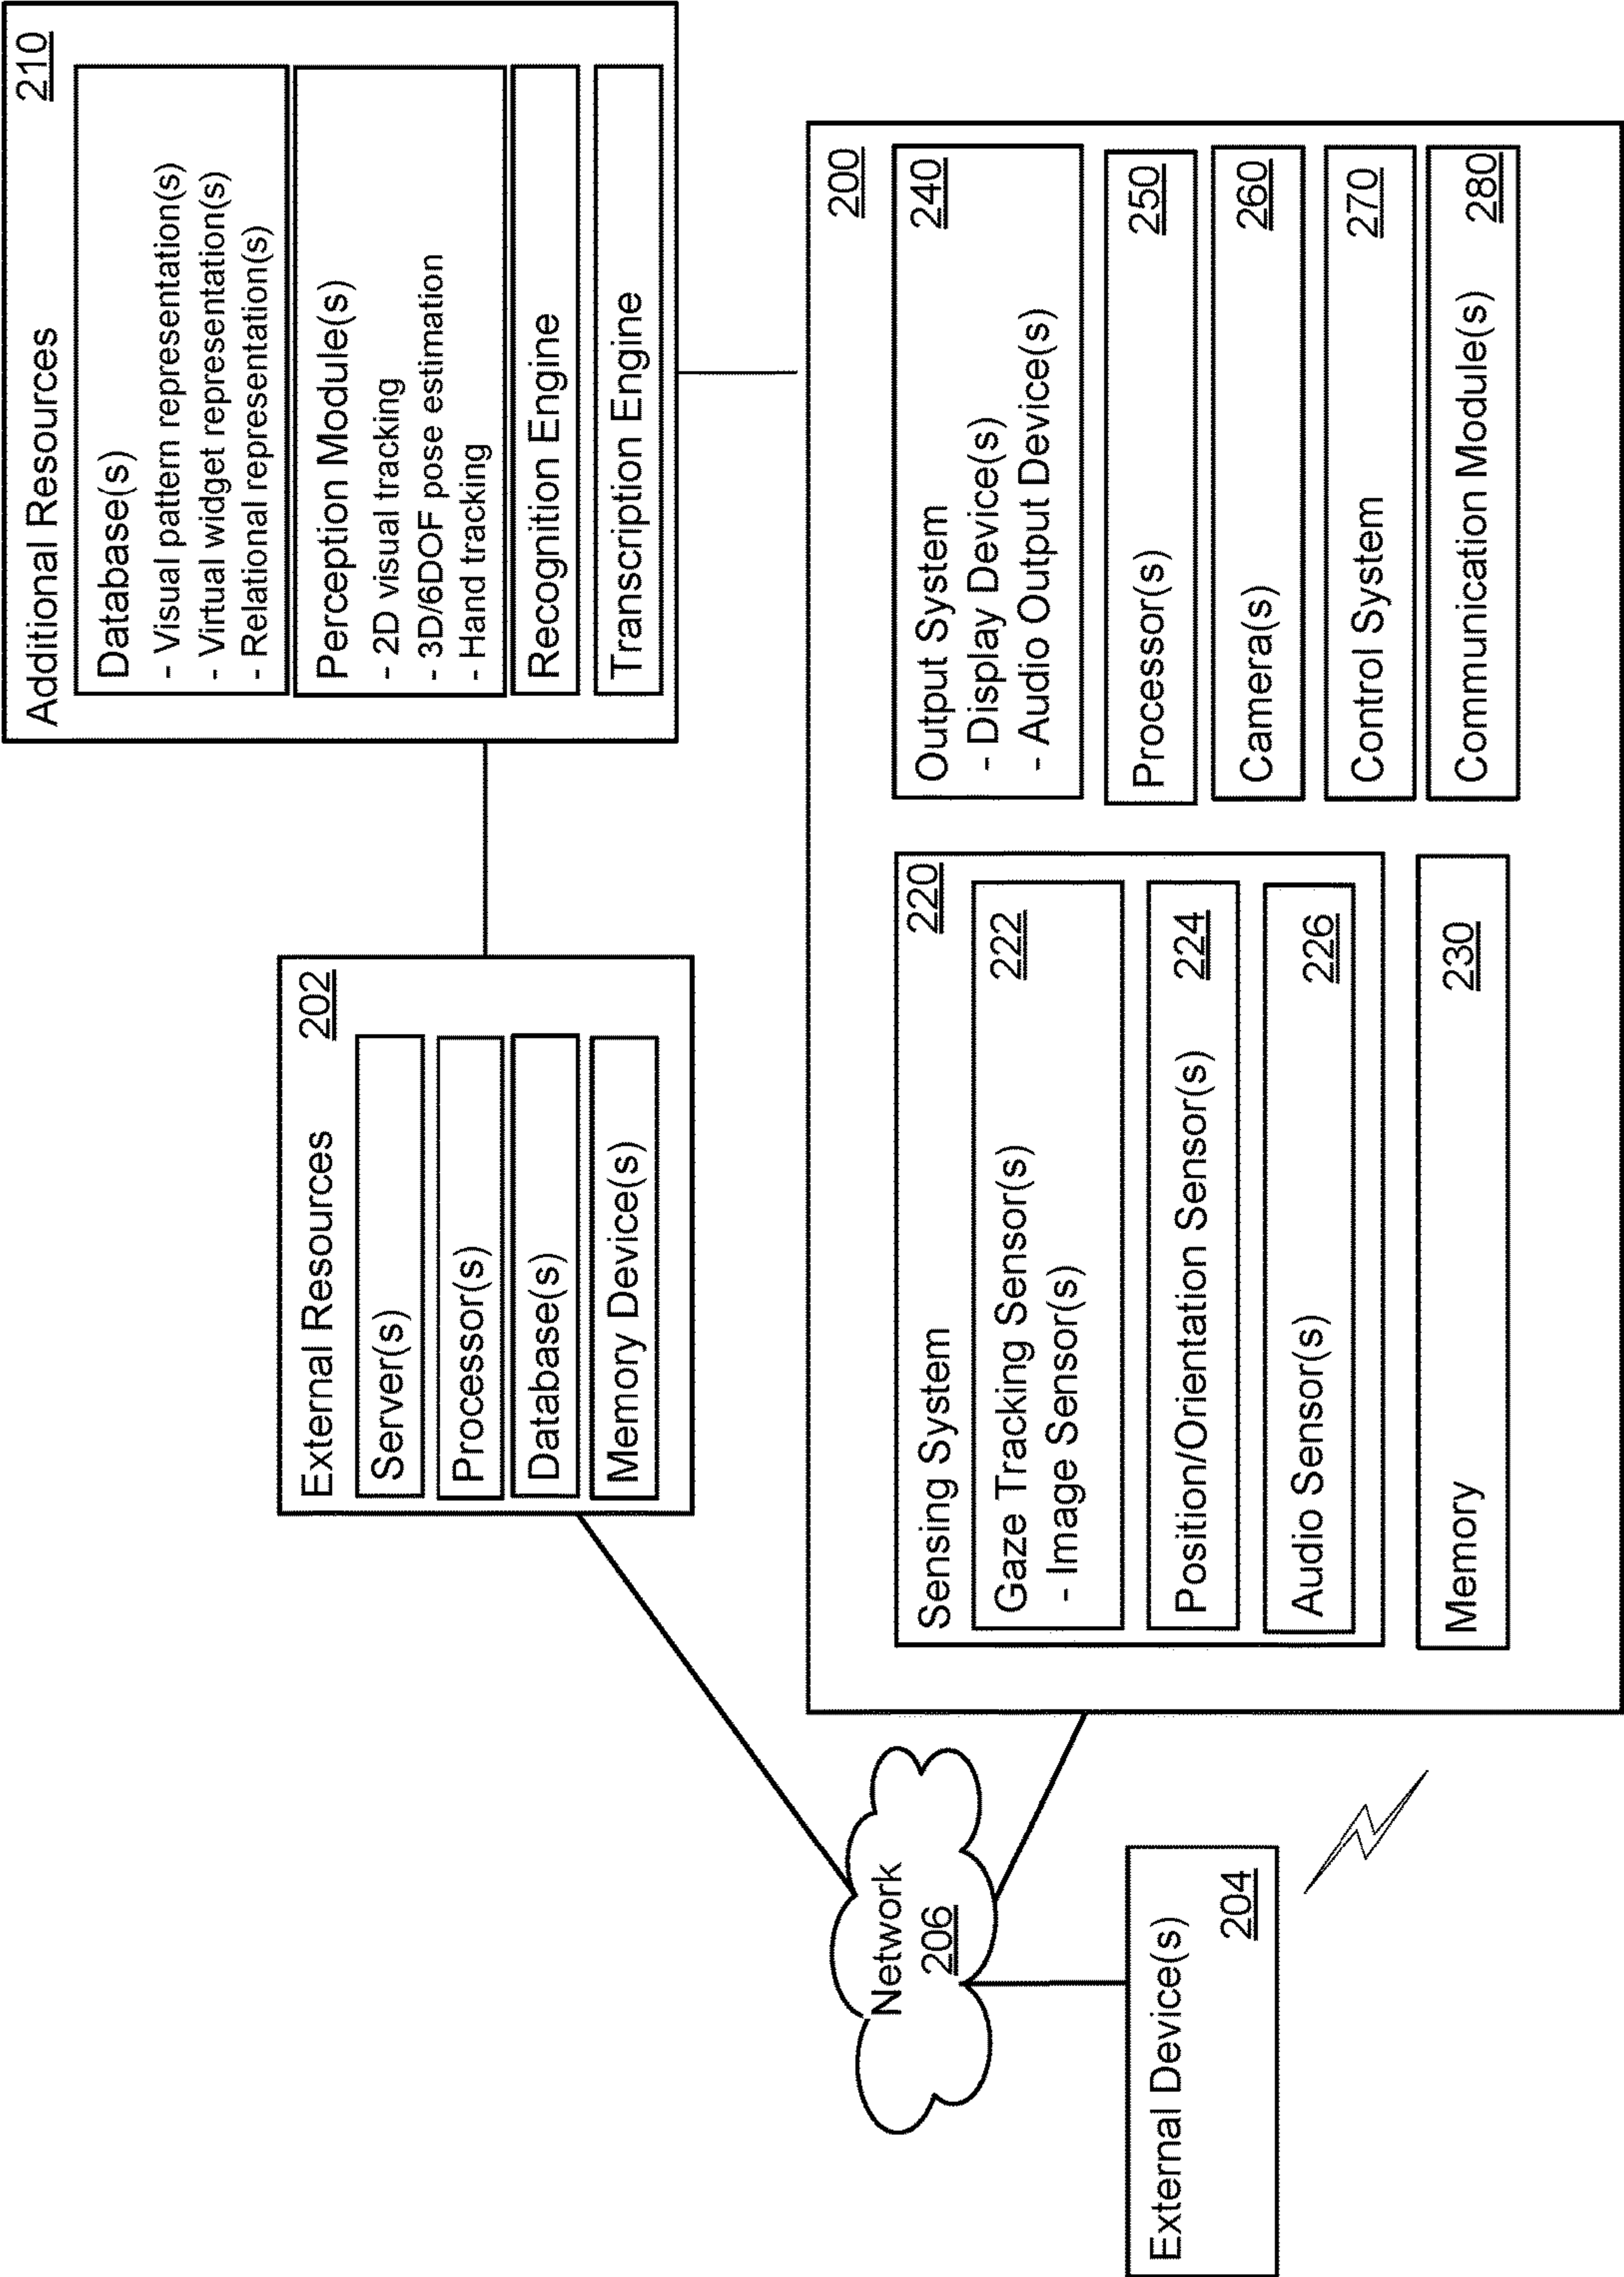 Additional Resources
210
Database(s)
- Visual pattern representation(s)
- Virtual widget representation(s)
- Relational representation(s)
Perception Module(s)
- 2D visual tracking
- 3D/6DOF pose estimation
- Hand tracking
Recognition Engine
Transcription Engine
External Resources
202
Server(s)
Processor(s)
Database(s)
Memory Device(s)
Network
206
External Device(s)
204
200
Sensing System
220
Gaze Tracking Sensor(s)
222
- Image Sensor(s)
Position/Orientation Sensor(s)
224
Audio Sensor(s)
226
Memory
230
Output System
240
- Display Device(s)
- Audio Output Device(s)
Processor(s)
250
Camera(s)
260
Control System
270
Communication Module(s)
280